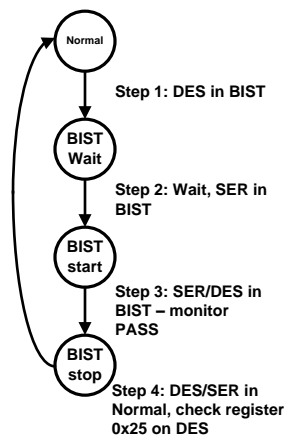 Normal
Step 1: DES in BIST
BIST
Wait
Step 2: Wait, SER in
BIST
BIST
start
Step 3: SER/DES in
BIST – monitor
PASS
BIST
stop
Step 4: DES/SER in
Normal, check register
0x25 on DES